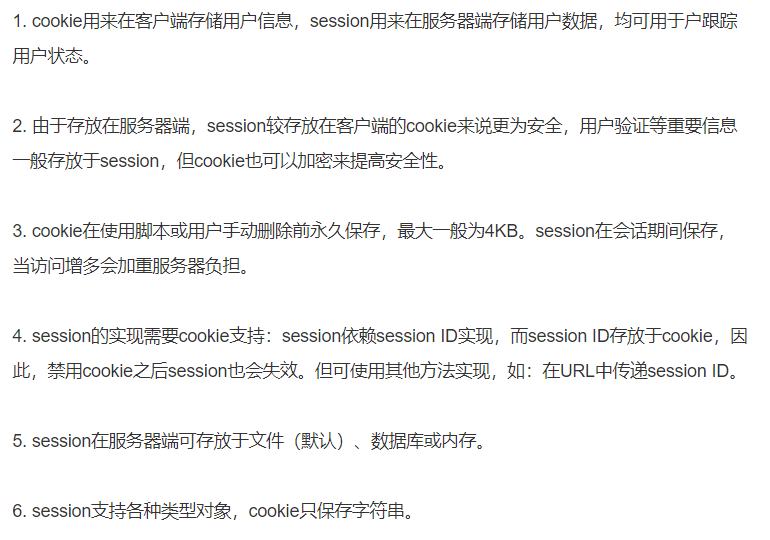 1. cookie用来在客户端存储用户信息，session用来在服务器端存储用户数据，均可用于户跟踪
用户状态。
2. 由于存放在服务器端，session较存放在客户端的cookie来说更为安全，用户验证等重要信息
一般存放于session，但cookie也可以加密来提高安全性。
3. cookie在使用脚本或用户手动删除前永久保存，最大一般为4KB。session在会话期间保存，
当访问增多会加重服务器负担。
4. session的实现需要cookie支持：session依赖session ID实现，而session ID存放于cookie，因
此，禁用cookie之后session也会失效。但可使用其他方法实现，如：在URL中传递session ID。
5. session在服务器端可存放于文件（默认）、数据库或内存。
6. session支持各种类型对象，cookie只保存字符串。